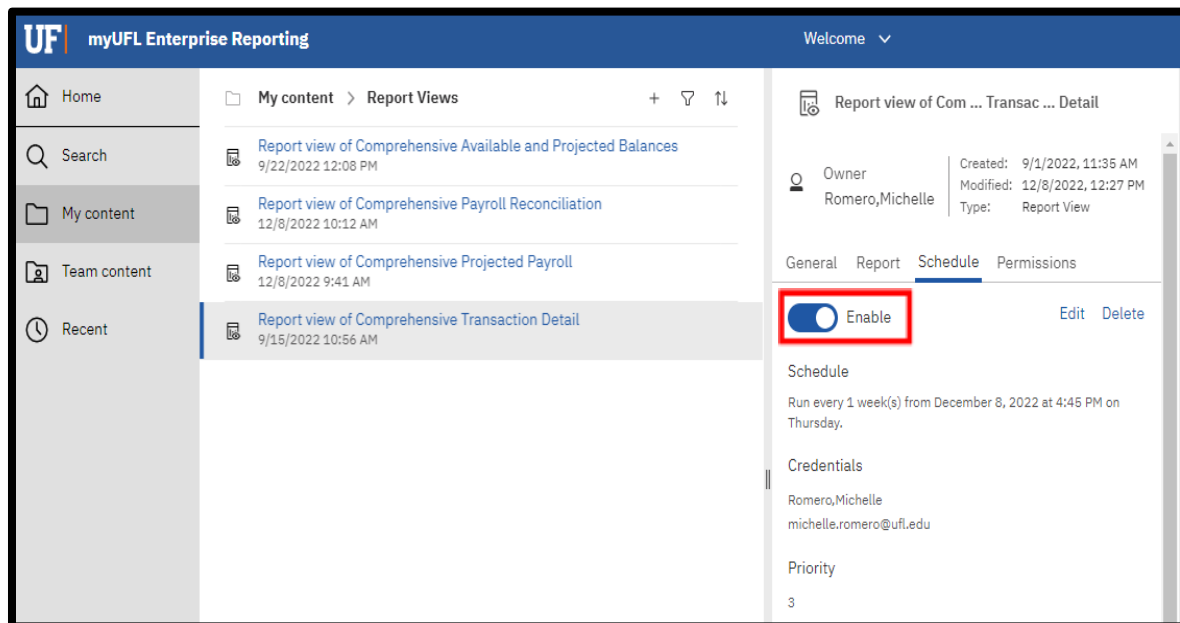 UF myUFL Enterprise Reporting
Welcome
Home
Search
My content
Team content
Recent
My content > Report Views
Report view of Comprehensive Available and Projected Balances
9/22/2022 12:08 PM
Report view of Comprehensive Payroll Reconciliation
12/8/2022 10:12 AM
Report view of Comprehensive Projected Payroll
12/8/2022 9:41 AM
Report view of Comprehensive Transaction Detail
9/15/2022 10:56 AM
Report view of Com ... Transac ... Detail
Owner
Romero,Michelle
Created: 9/1/2022, 11:35 AM
Modified: 12/8/2022, 12:27 PM
Type: Report View
General Report Schedule Permissions
Enable Edit Delete
Schedule
Run every 1 week(s) from December 8, 2022 at 4:45 PM on
Thursday.
Credentials
Romero,Michelle
michelle.romero@ufl.edu
Priority
3